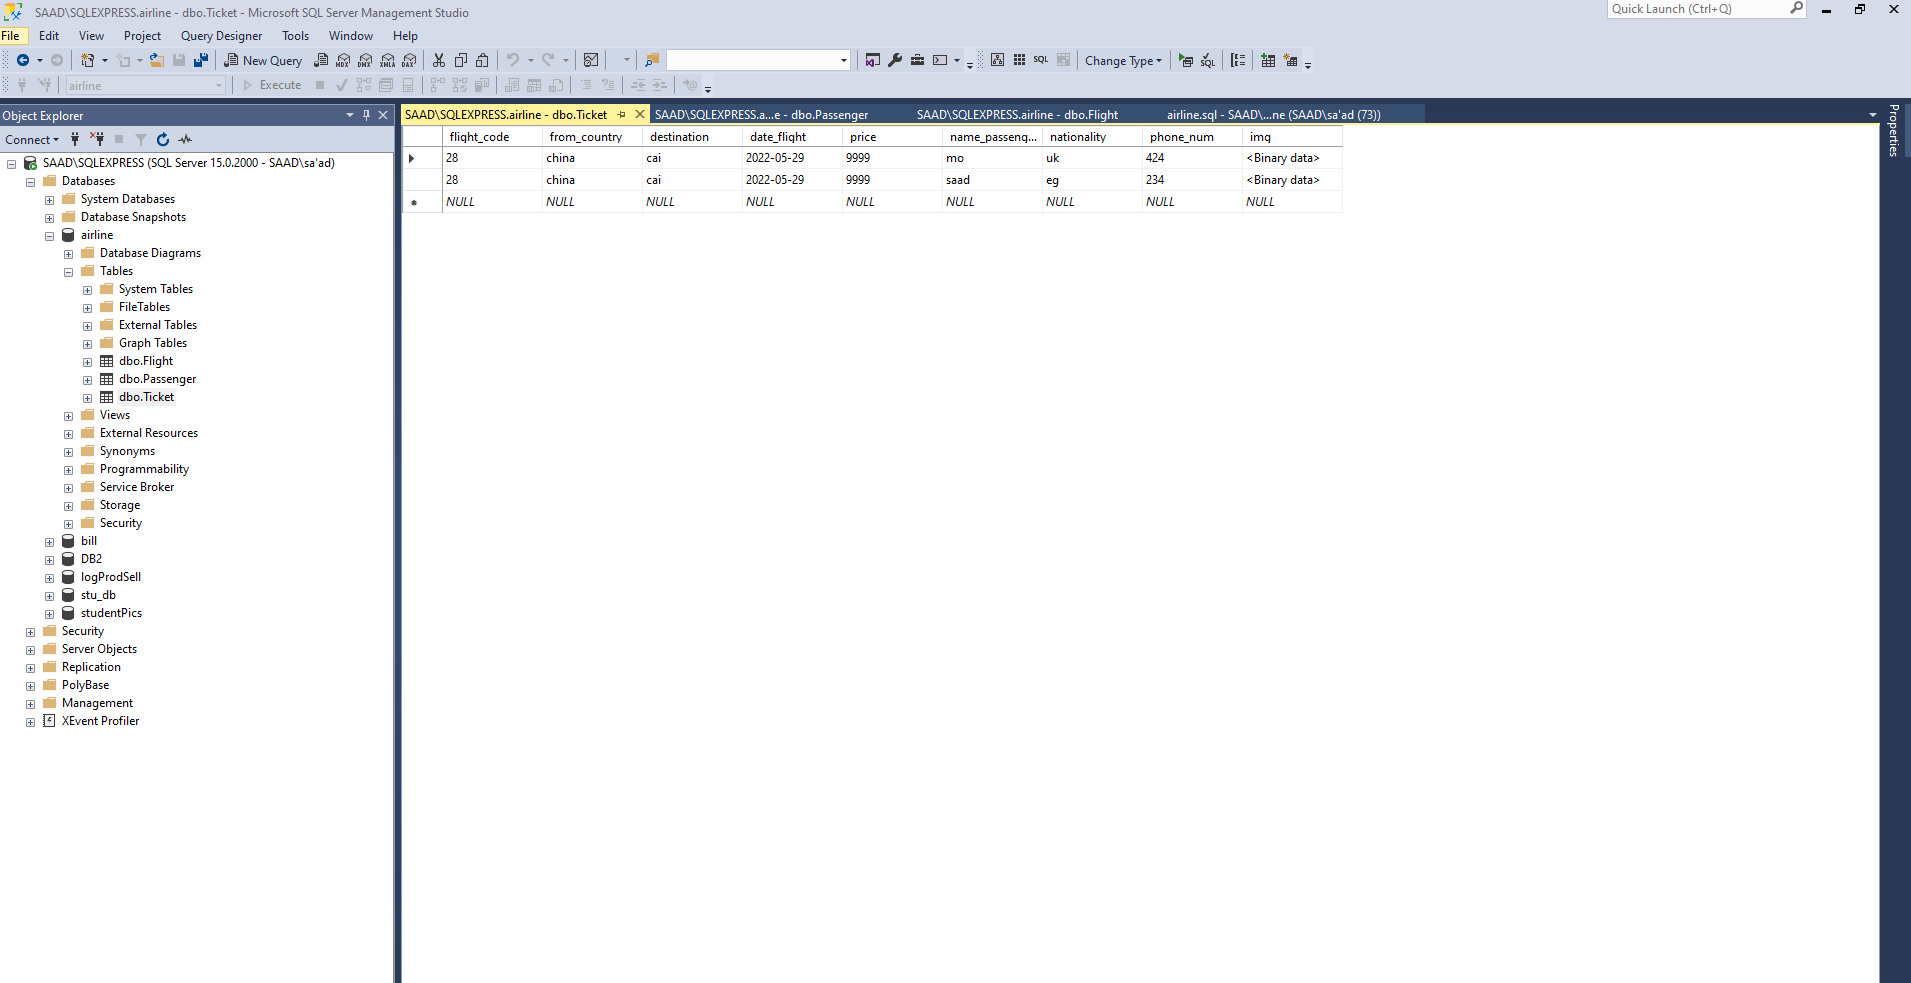 SAAD\SQLEXPRESS.airline - dbo.Ticket - Microsoft SQL Server Management Studio
Quick Launch (Ctrl+Q)
File Edit View Project Query Designer Tools Window Help
New Query MDX DMX XMLA DAX SQL Change Type SQL
airline Execute
Object Explorer
SAAD\SQLEXPRESS.airline - dbo.Ticket SAAD\SQLEXPRESS.a...e - dbo.Passenger SAAD\SQLEXPRESS.airline - dbo.Flight airline.sql - SAAD\...ne (SAAD\sa'ad (73))
Properties
Connect
SAAD\SQLEXPRESS (SQL Server 15.0.2000 - SAAD\sa'ad)
Databases
System Databases
Database Snapshots
airline
Database Diagrams
Tables
System Tables
FileTables
External Tables
Graph Tables
dbo.Flight
dbo.Passenger
dbo.Ticket
Views
External Resources
Synonyms
Programmability
Service Broker
Storage
Security
bill
DB2
logProdSell
stu_db
studentPics
Security
Server Objects
Replication
PolyBase
Management
XEvent Profiler
flight_code from_country destination date_flight price name_passeng... nationality phone_num img
28 china cai 2022-05-29 9999 mo uk 424 <Binary data>
28 china cai 2022-05-29 9999 saad eg 234 <Binary data>
NULL NULL NULL NULL NULL NULL NULL NULL NULL